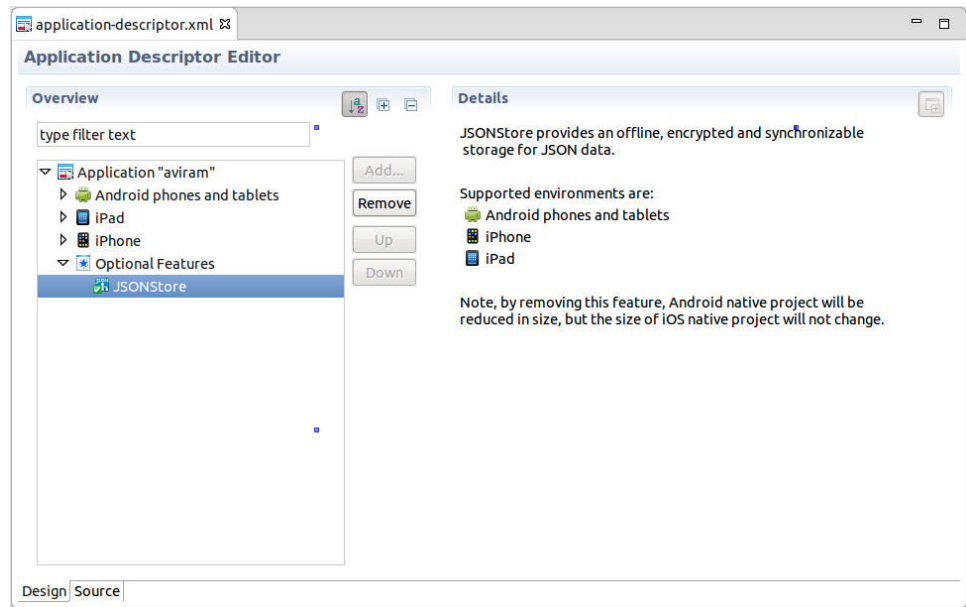 application-descriptor.xml
Application Descriptor Editor
Overview
type filter text
Application "aviram"
Android phones and tablets
iPad
iPhone
Optional Features
JSONStore
Add...
Remove
Up
Down
Details
JSONStore provides an offline, encrypted and synchronizable
storage for JSON data.
Supported environments are:
Android phones and tablets
iPhone
iPad
Note, by removing this feature, Android native project will be
reduced in size, but the size of iOS native project will not change.
Design Source